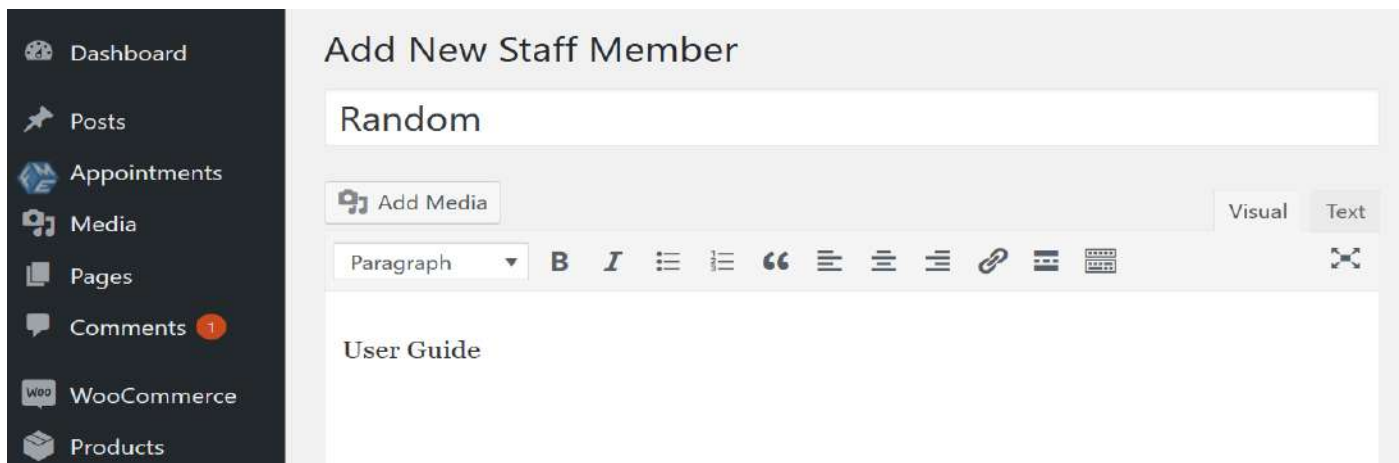 Dashboard
Posts
Appointments
Media
Pages
Comments 1
WooCommerce
Products
Add New Staff Member
Random
Add Media
Visual Text
Paragraph B I
User Guide